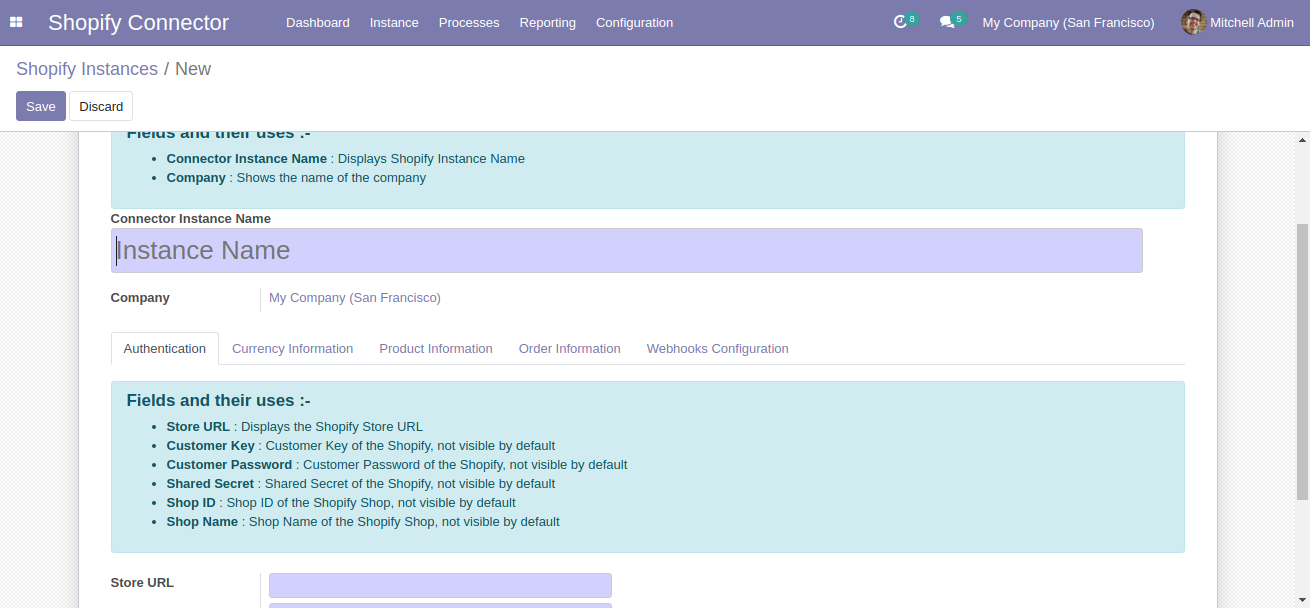 Shopify Connector Dashboard Instance Processes Reporting Configuration 8 5 My Company (San Francisco) Mitchell Admin
Shopify Instances / New
Save Discard
Fields and their uses :-
• Connector Instance Name : Displays Shopify Instance Name
• Company : Shows the name of the company
Connector Instance Name
Instance Name
Company My Company (San Francisco)
Authentication Currency Information Product Information Order Information Webhooks Configuration
Fields and their uses :-
• Store URL : Displays the Shopify Store URL
• Customer Key : Customer Key of the Shopify, not visible by default
• Customer Password : Customer Password of the Shopify, not visible by default
• Shared Secret : Shared Secret of the Shopify, not visible by default
• Shop ID : Shop ID of the Shopify Shop, not visible by default
• Shop Name : Shop Name of the Shopify Shop, not visible by default
Store URL